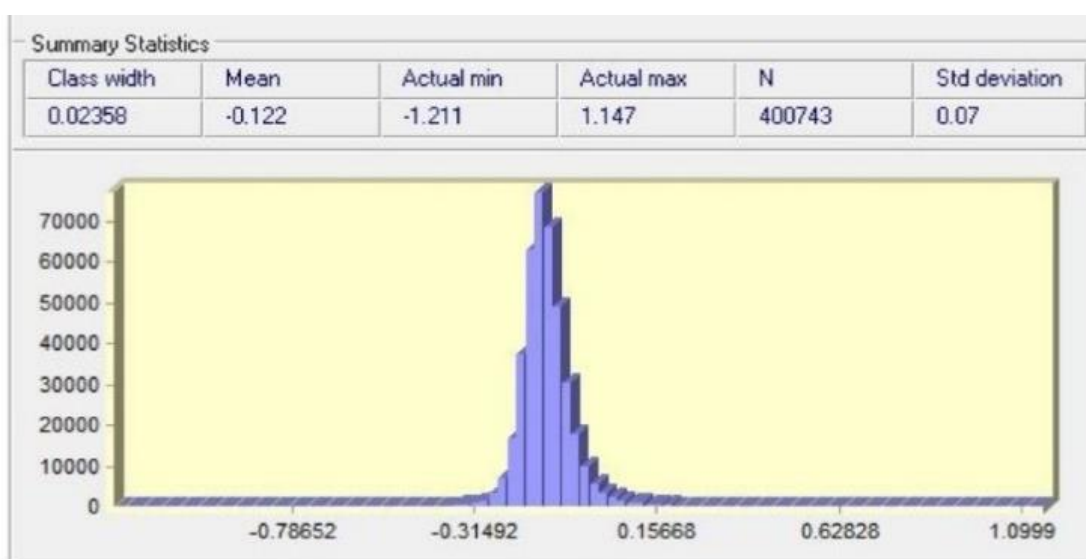 Summary Statistics
Class width Mean Actual min Actual max N Std deviation
0.02358 -0.122 -1.211 1.147 400743 0.07
70000
60000
50000
40000
30000
20000
10000
0
-0.78652 -0.31492 0.15668 0.62828 1.0999